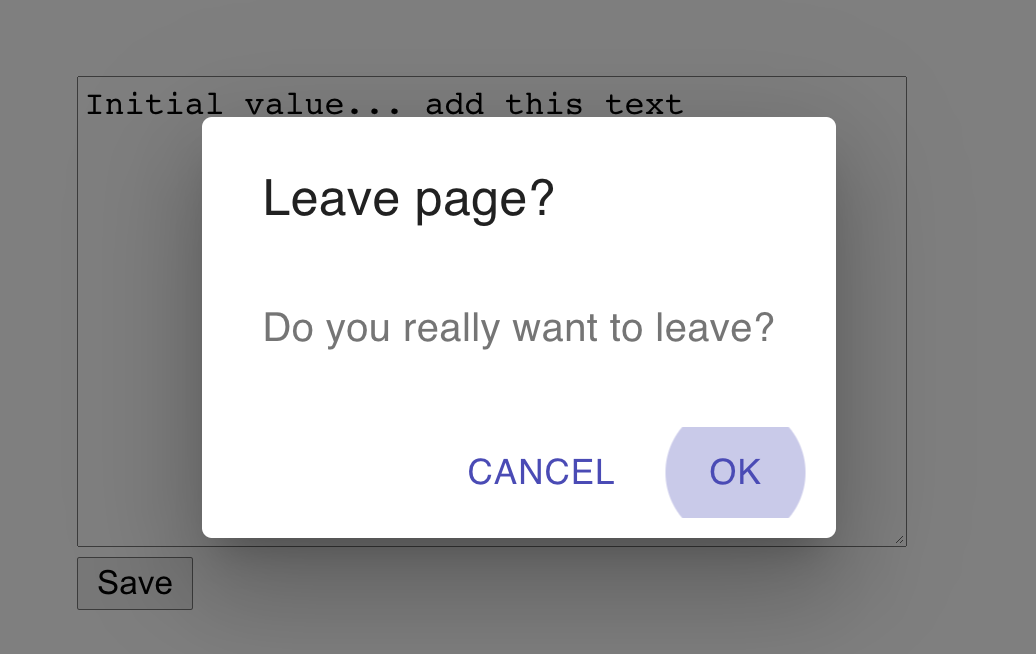 Initial value... add this text
Leave page?
Do you really want to leave?
CANCEL OK
Save